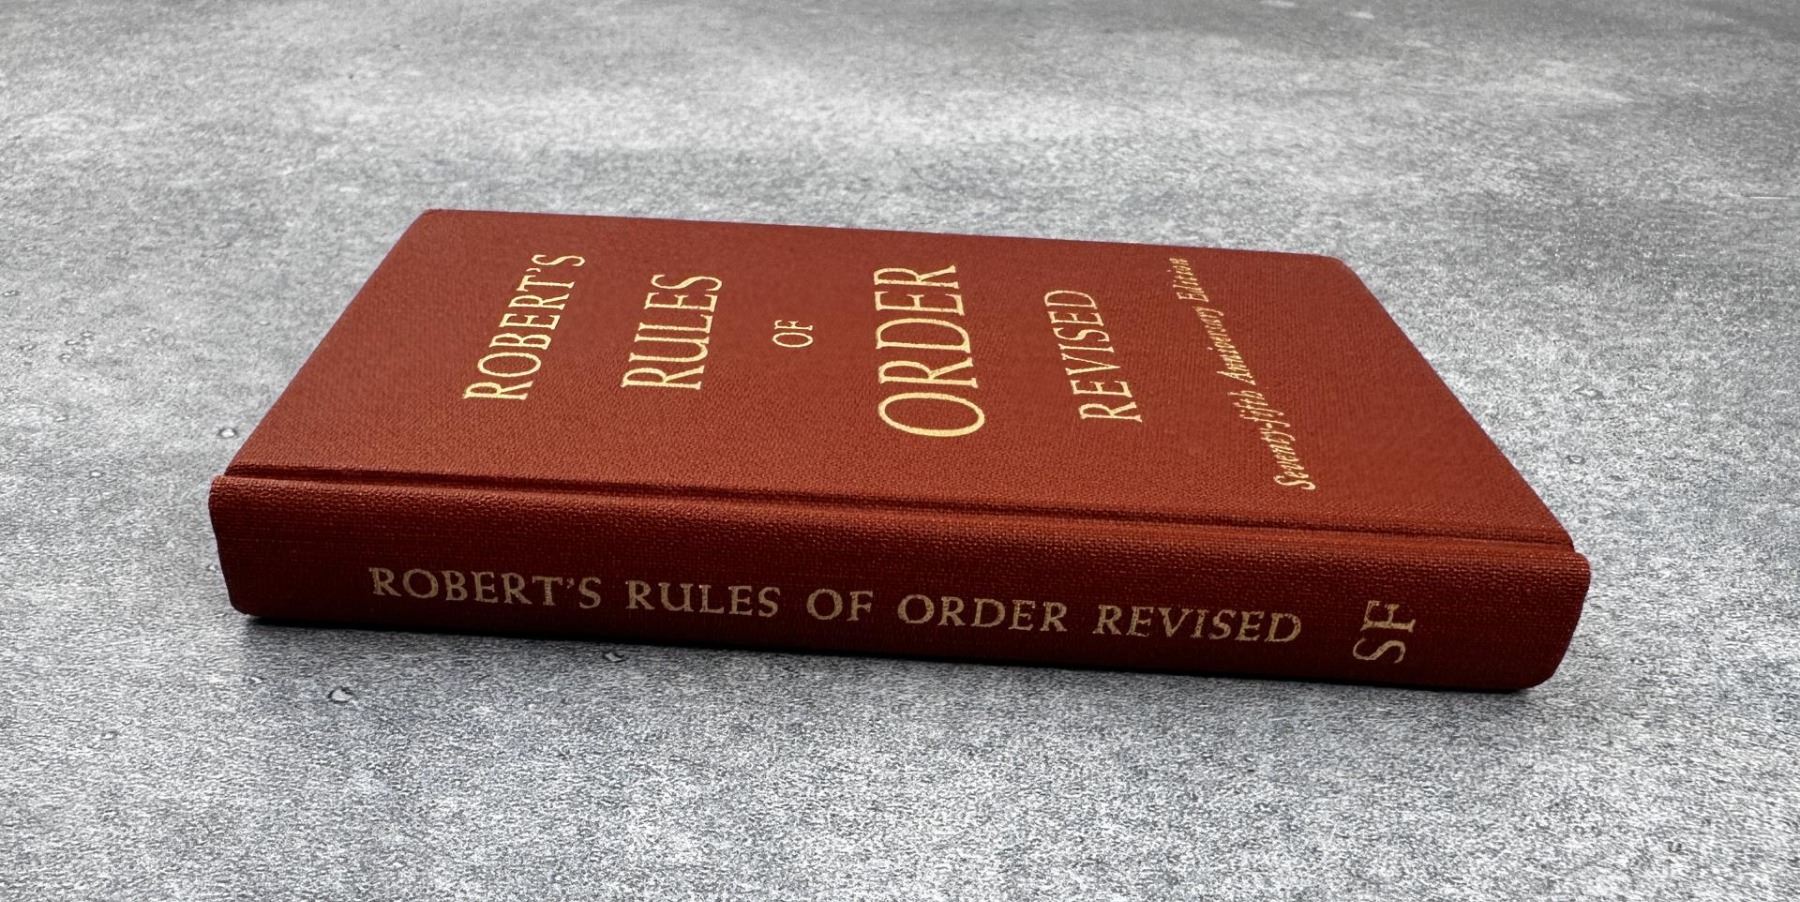 ROBERT'S
RULES
OF
ORDER
REVISED
Seventy-fifth Anniversary Edition
ROBERT'S RULES OF ORDER REVISED
SF